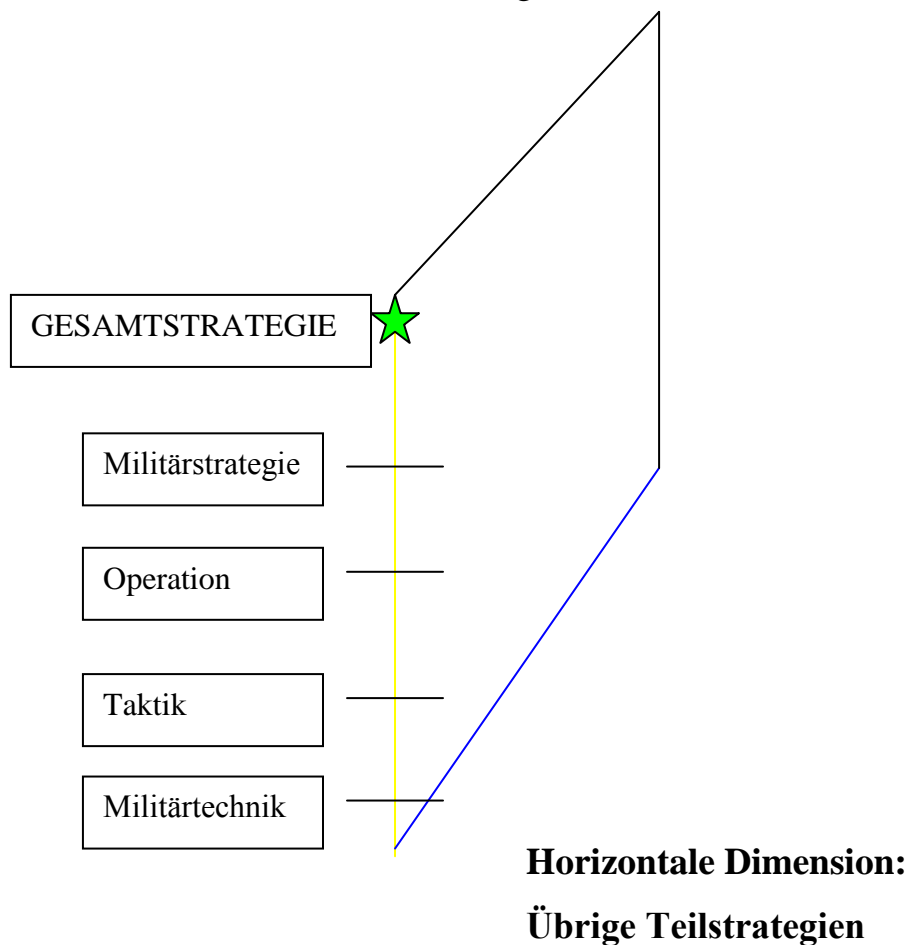 GESAMTSTRATEGIE
Militärstrategie
Operation
Taktik
Militärtechnik
Horizontale Dimension:
Übrige Teilstrategien